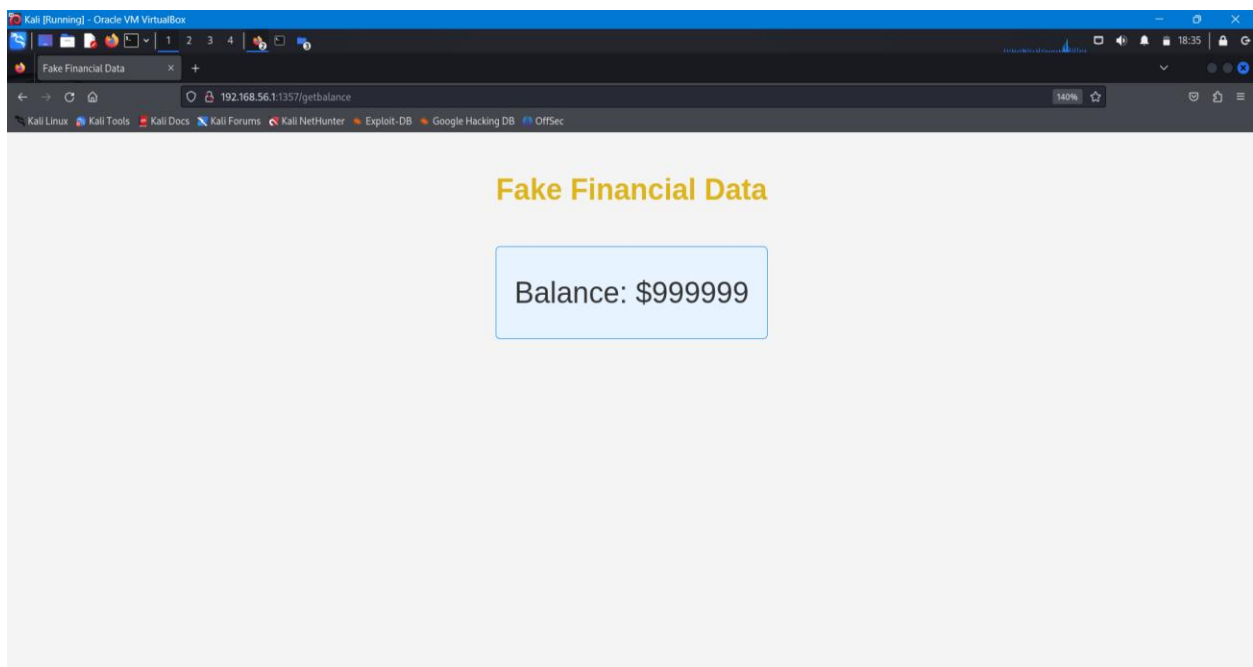 Kali [Running] - Oracle VM VirtualBox
1 2 3 4 18:35
Fake Financial Data
192.168.56.1:1357/getbalance 140%
Kali Linux Kali Tools Kali Docs Kali Forums Kali NetHunter Exploit-DB Google Hacking DB OffSec
Fake Financial Data
Balance: $999999